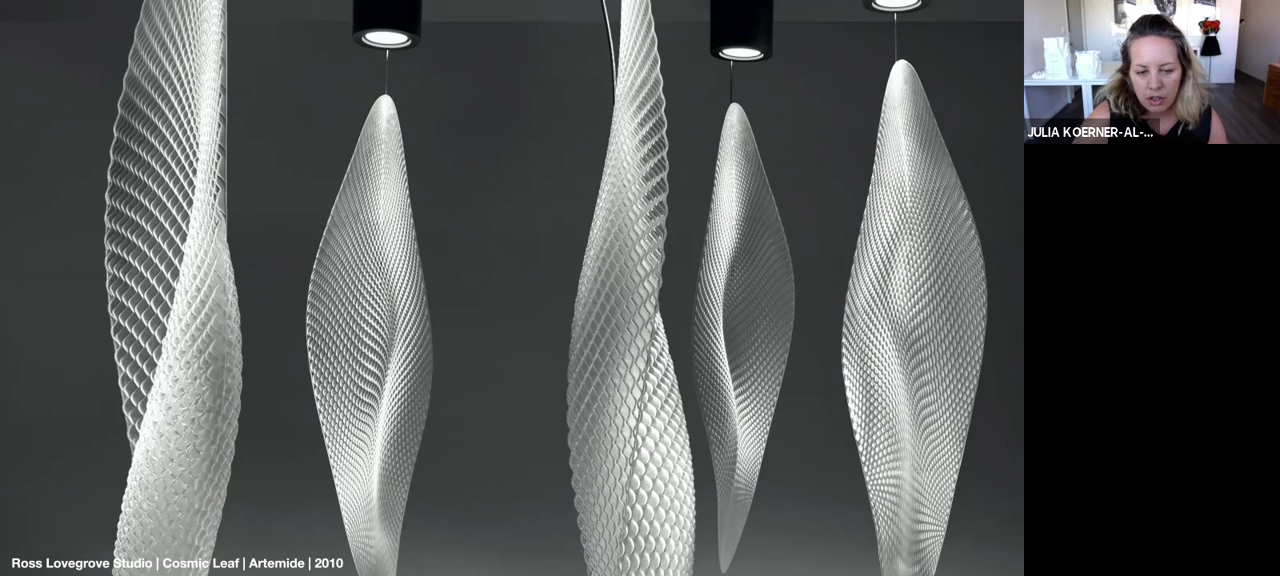 JULIA KOERNER-AL-...
Ross Lovegrove Studio | Cosmic Leaf | Artemide | 2010